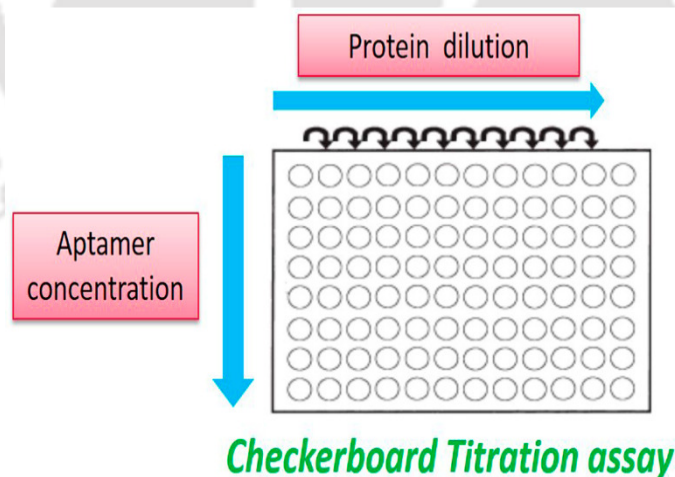 Protein dilution
Aptamer
concentration
Checkerboard Titration assay